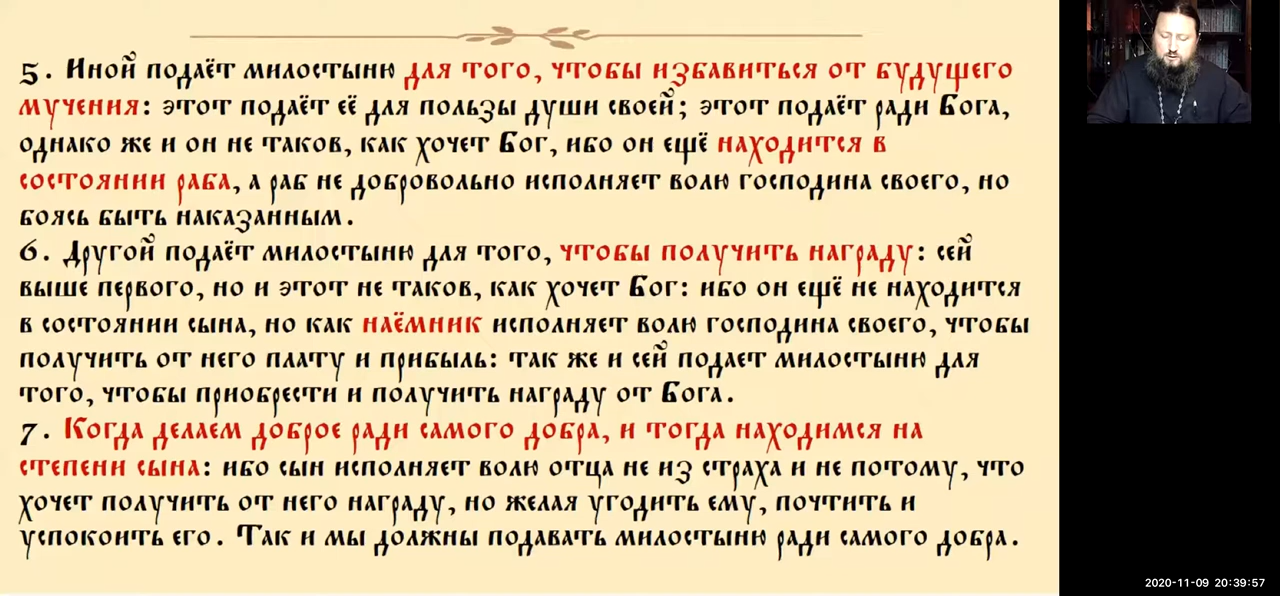 5. Иной подаёт милостыню для того, чтобы избавиться от будущего
мучения: этот подаёт её для пользы души своей; этот подаёт ради Бога,
однако же и он не таков, как хочет Бог, ибо он ещё находится в
состоянии раба, а раб не добровольно исполняет волю господина своего, но
боясь быть наказанным.
6. Другой подаёт милостыню для того, чтобы получить награду: сей
выше первого, но и этот не таков, как хочет Бог: ибо он ещё не находится
в состоянии сына, но как наёмник исполняет волю господина своего, чтобы
получить от него плату и прибыль: так же и сей подает милостыню для
того, чтобы приобрести и получить награду от Бога.
7. Когда делаем доброе ради самого добра, и тогда находимся на
степени сына: ибо сын исполняет волю отца не из страха и не потому, что
хочет получить от него награду, но желая угодить ему, почтить и
успокоить его. Так и мы должны подавать милостыню ради самого добра.
2020-11-09 20:39:57